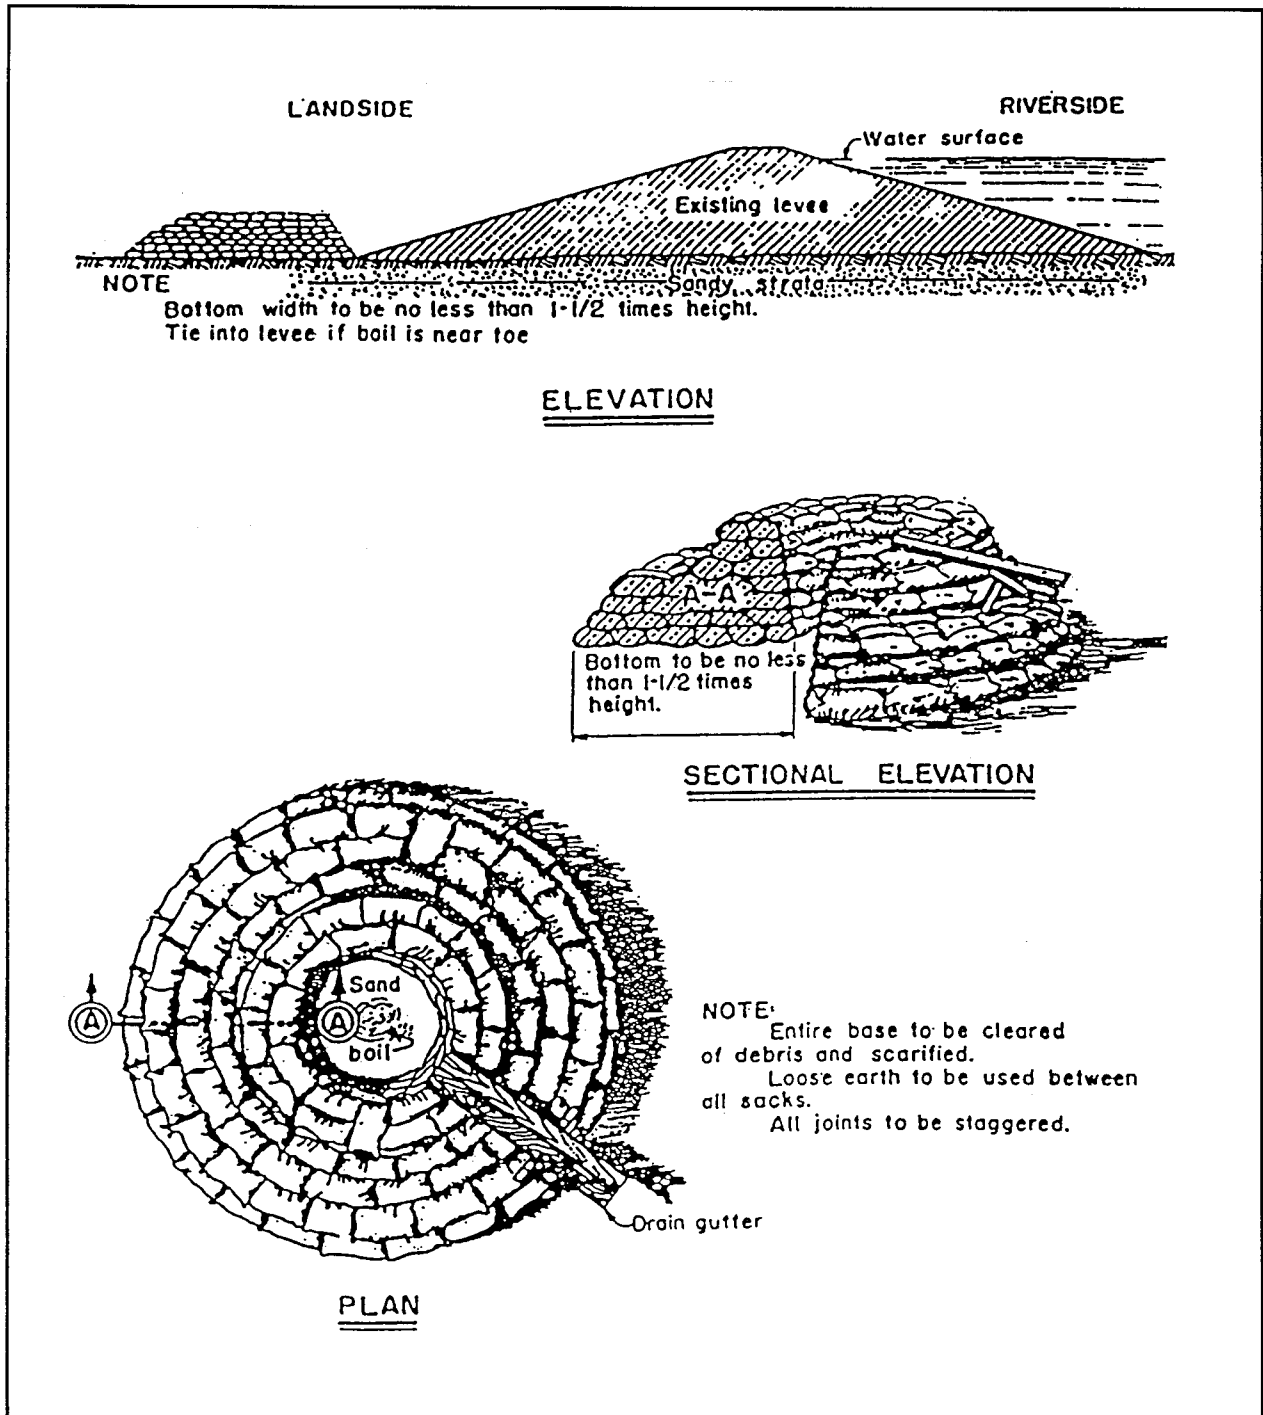 LANDSIDE
RIVERSIDE
Water surface
Existing levee
Sandy strata
NOTE
Bottom width to be no less than 1-1/2 times height.
Tie into levee if boil is near toe
ELEVATION
A-A
Bottom to be no less
than 1-1/2 times
height.
SECTIONAL ELEVATION
Sand
A
A
boil
NOTE:
Entire base to be cleared
of debris and scarified.
Loose earth to be used between
all sacks.
All joints to be staggered.
Drain gutter
PLAN